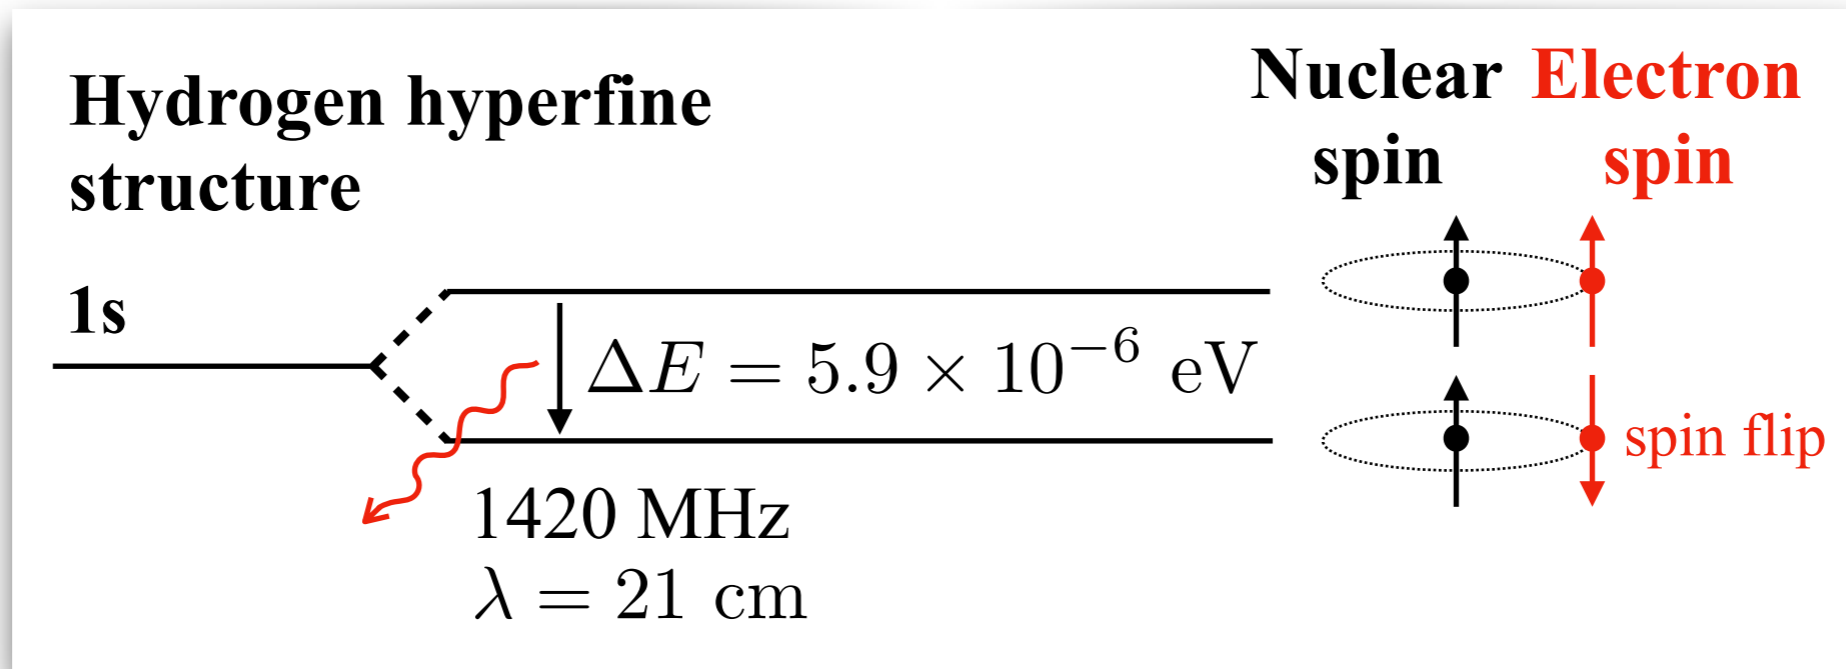 Hydrogen hyperfine
structure
Nuclear Electron
spin spin
1s
ΔE = 5.9 × 10⁻⁶ eV
spin flip
1420 MHz
λ = 21 cm